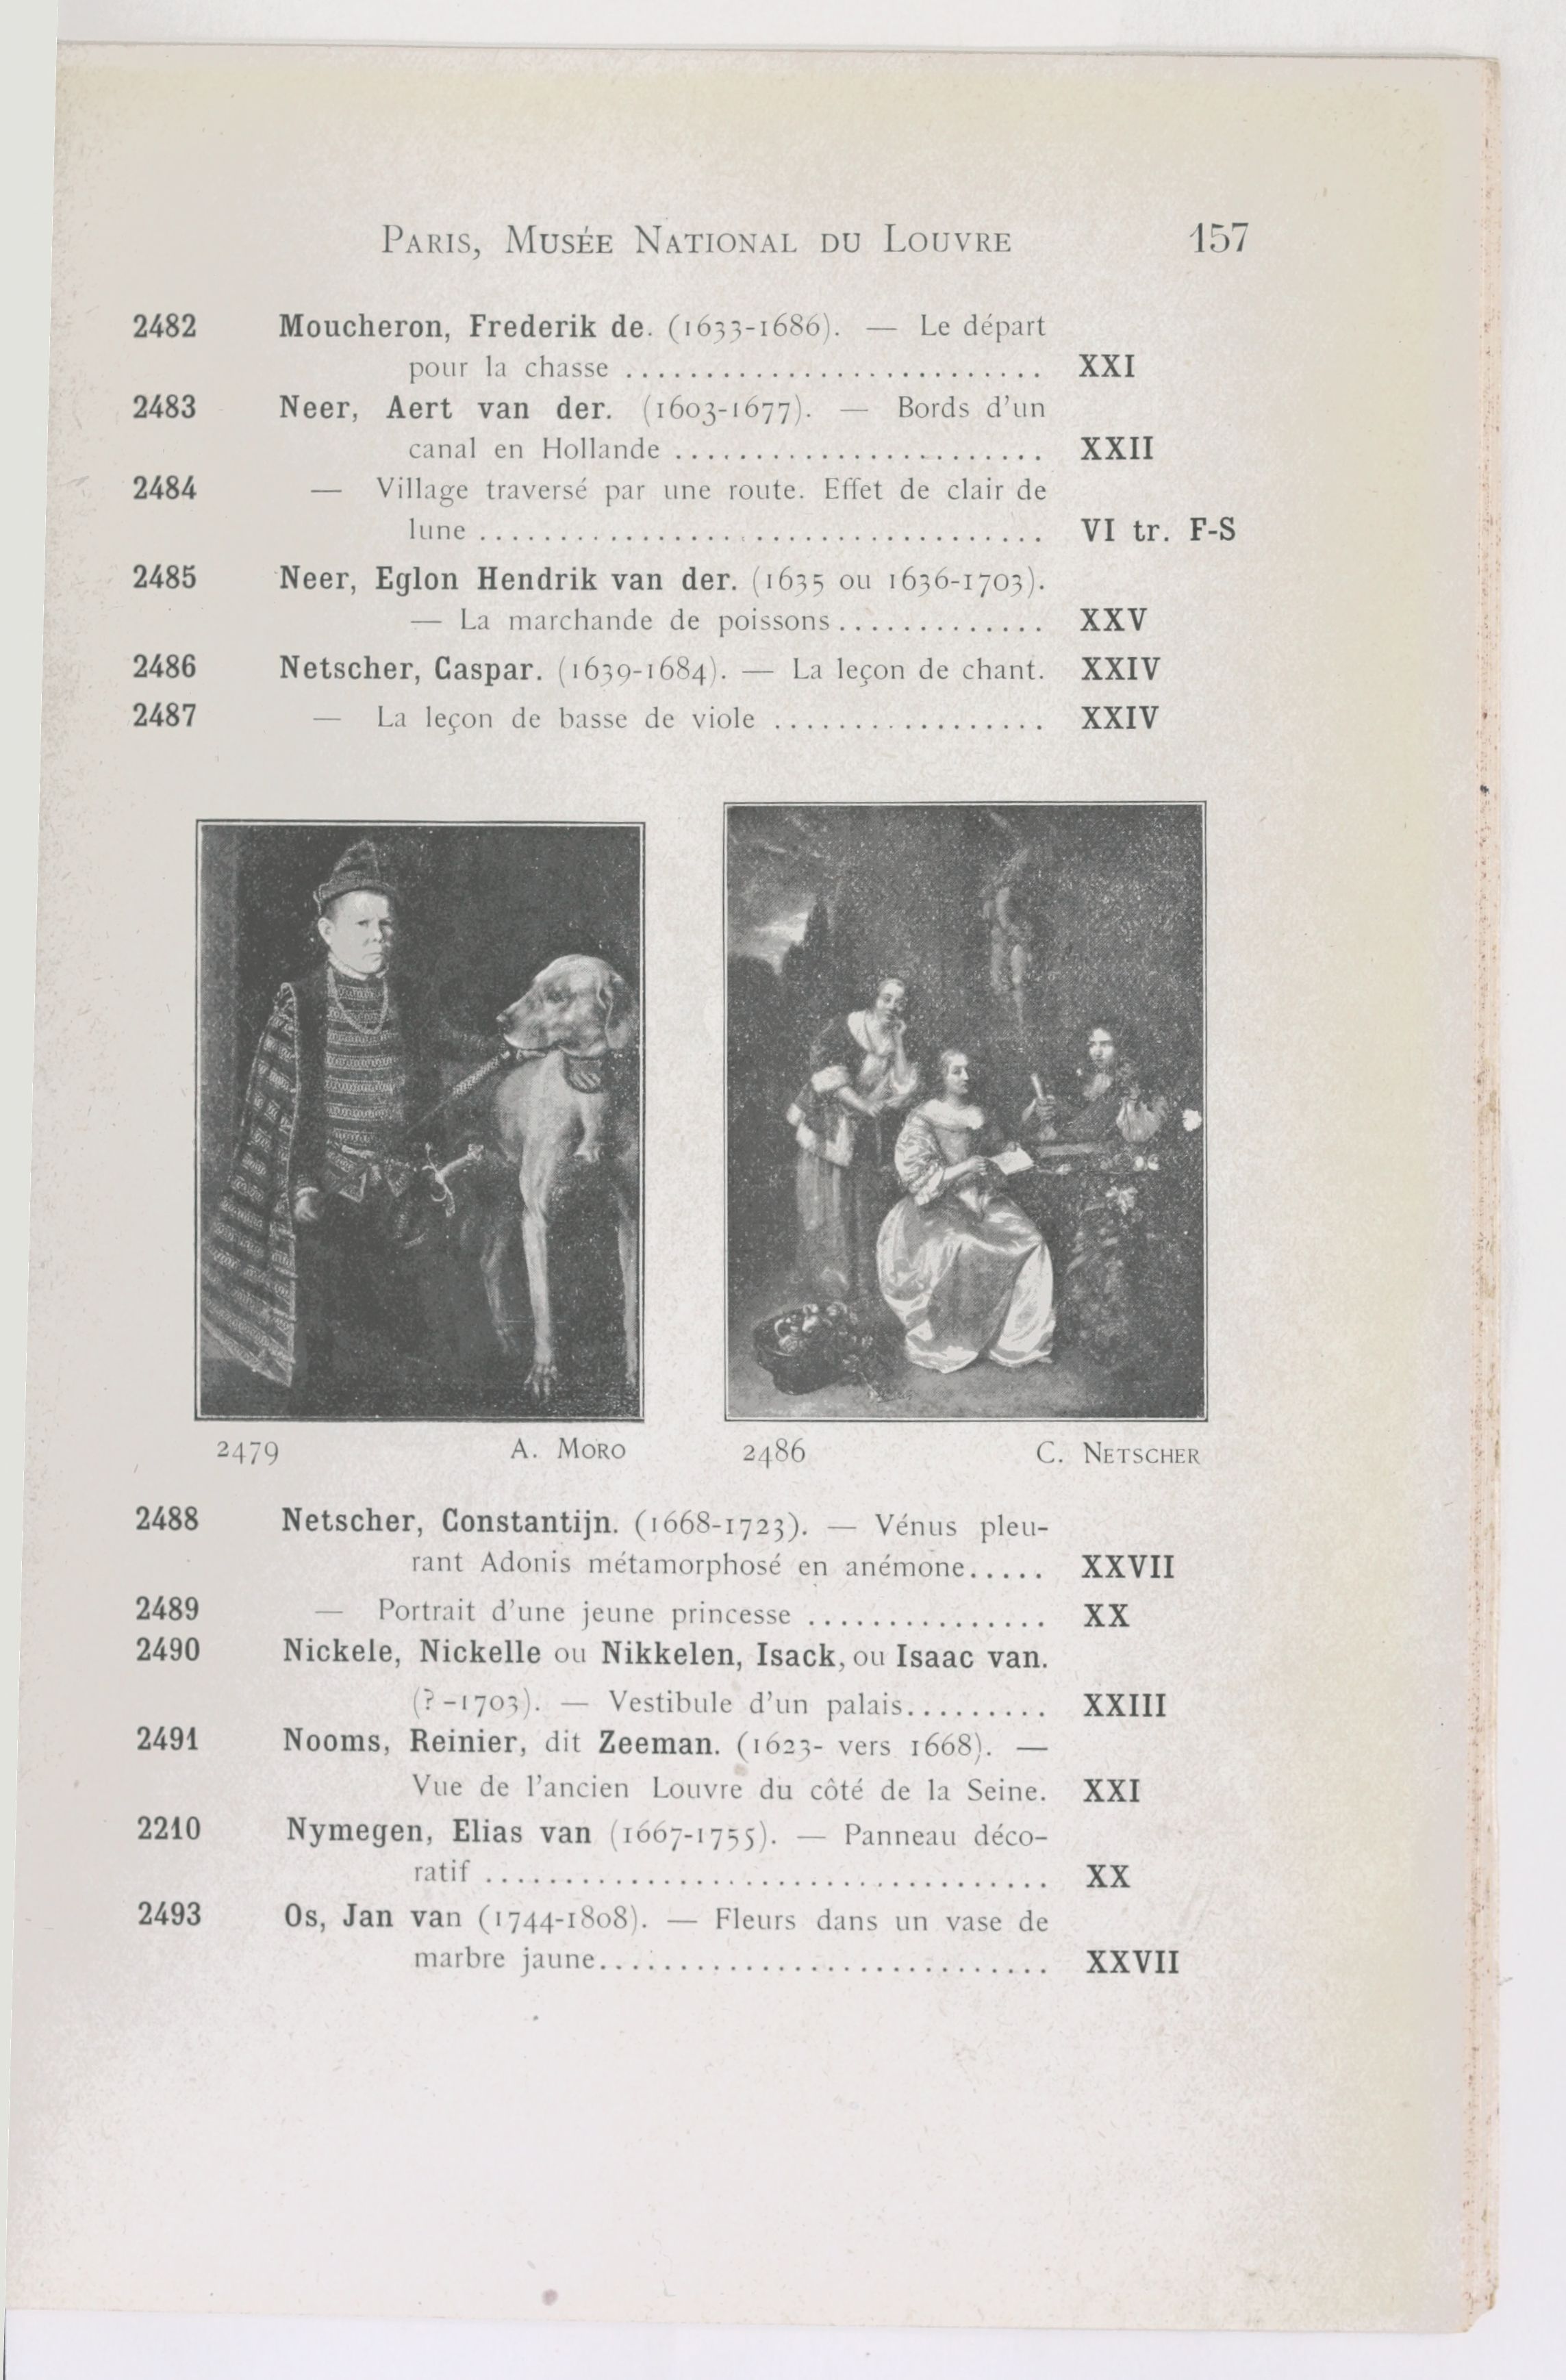 PARIS, MUSÉE NATIONAL DU LOUVRE 157
2482 Moucheron, Frederik de. (1633-1686). — Le départ
pour la chasse .......................... XXI
2483 Neer, Aert van der. (1603-1677). — Bords d'un
canal en Hollande ....................... XXII
2484 — Village traversé par une route. Effet de clair de
lune ................................... VI tr. F-S
2485 Neer, Eglon Hendrik van der. (1635 ou 1636-1703).
— La marchande de poissons ............. XXV
2486 Netscher, Caspar. (1639-1684). — La leçon de chant. XXIV
2487 — La leçon de basse de viole ................. XXIV
2479 A. MORO
2486 C. NETSCHER
2488 Netscher, Constantijn. (1668-1723). — Vénus pleu-
rant Adonis métamorphosé en anémone..... XXVII
2489 — Portrait d'une jeune princesse ............... XX
2490 Nickele, Nickelle ou Nikkelen, Isack, ou Isaac van.
(?-1703). — Vestibule d'un palais......... XXIII
2491 Nooms, Reinier, dit Zeeman. (1623- vers 1668). —
Vue de l'ancien Louvre du côté de la Seine. XXI
2210 Nymegen, Elias van (1667-1755). — Panneau déco-
ratif ................................... XX
2493 Os, Jan van (1744-1808). — Fleurs dans un vase de
marbre jaune............................ XXVII